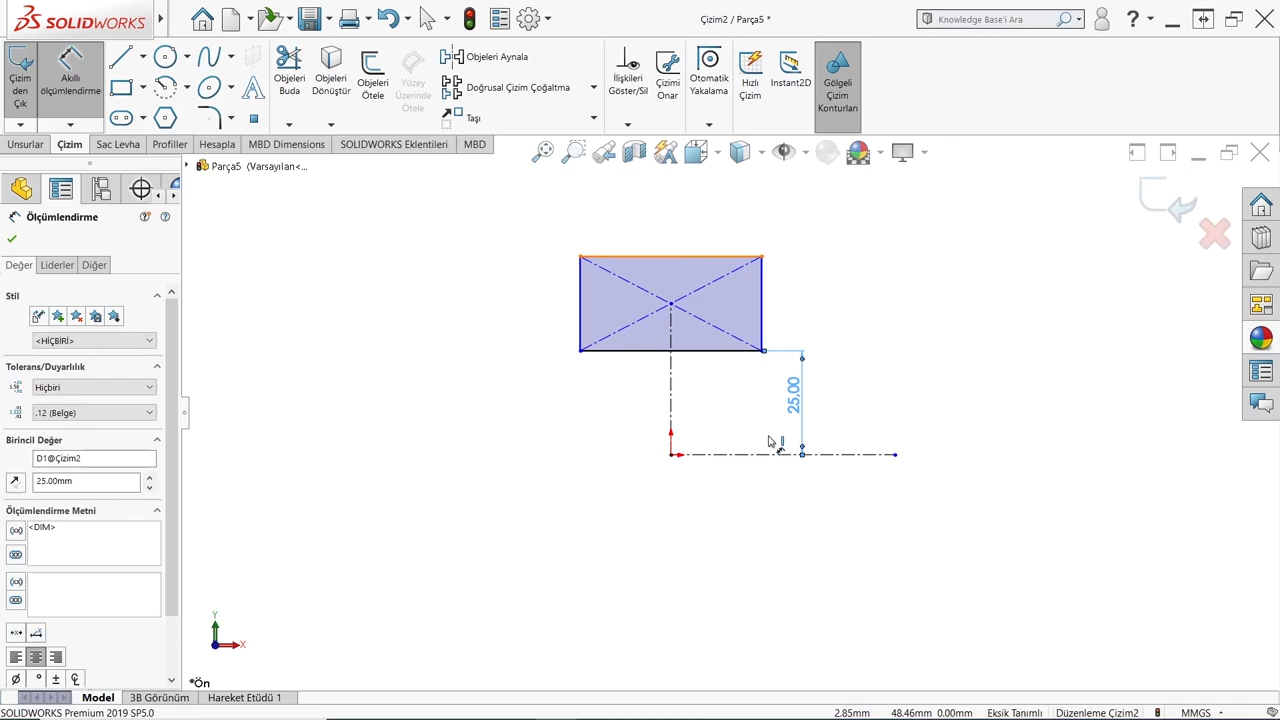 SOLIDWORKS
Çizim2 / Parça5 *
Knowledge Base'i Ara
?
Çizim
den
Çık
Akıllı
ölçümlendirme
A
Objeleri
Buda
Objeleri
Dönüştür
Objeleri
Ötele
Yüzey
Üzerinde
Ötele
Objeleri Aynala
Doğrusal Çizim Çoğaltma
Taşı
İlişkileri
Göster/Sil
Çizimi
Onar
Otomatik
Yakalama
Hızlı
Çizim
Instant2D
Gölgeli
Çizim
Konturları
Unsurlar
Çizim
Sac Levha
Profiller
Hesapla
MBD Dimensions
SOLIDWORKS Eklentileri
MBD
Parça5 (Varsayılan<...
Ölçümlendirme
Değer
Liderler
Diğer
Stil
<HİÇBİRİ>
Tolerans/Duyarlılık
Hiçbiri
.12 (Belge)
Birincil Değer
D1@Çizim2
25.00mm
Ölçümlendirme Metni
<DIM>
25,00
Y
X
*Ön
Model
3B Görünüm
Hareket Etüdü 1
SOLIDWORKS Premium 2019 SP5.0
2.85mm
48.46mm 0.00mm
Eksik Tanımlı
Düzenleme Çizim2
MMGS